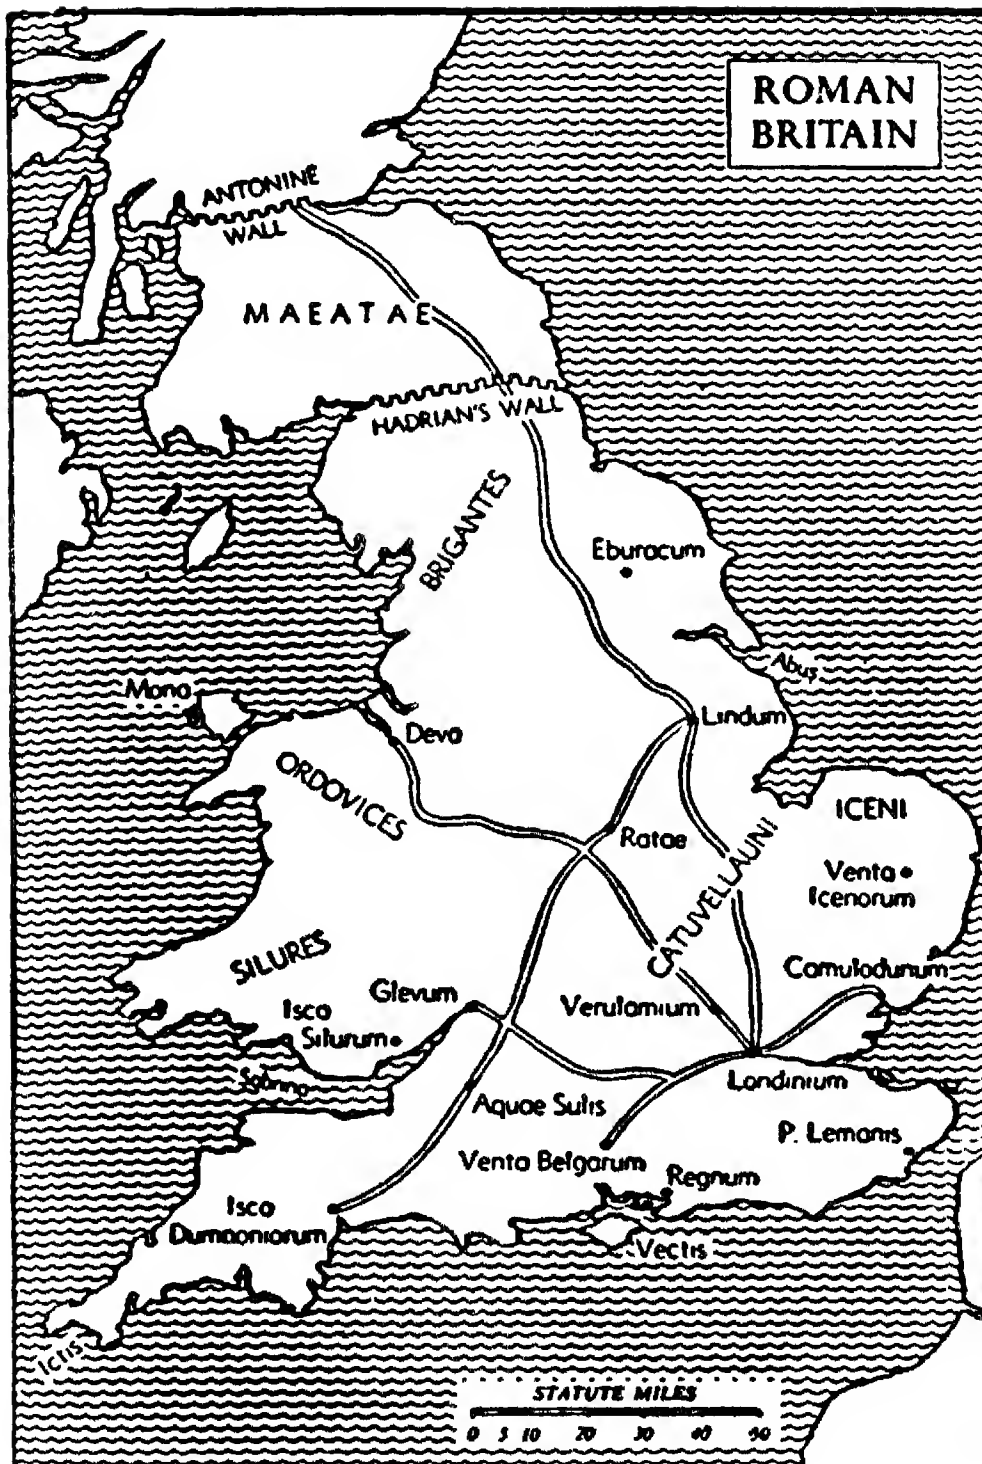 ROMAN
BRITAIN
ANTONINE
WALL
MAEATAE
HADRIAN'S WALL
BRIGANTES
Eburacum
Abus
Mona
Deva
Lindum
ORDOVICES
ICENI
Ratae
CATUVELLAUNI
Venta
Icenorum
SILURES
Glevum
Camulodunum
Isca
Silurum
Verulamium
Sabrina
Londinium
Aquae Sulis
P. Lemanis
Venta Belgarum
Regnum
Isca
Dumnoniorum
Vectis
Ictis
STATUTE MILES
0 5 10 20 30 40 50